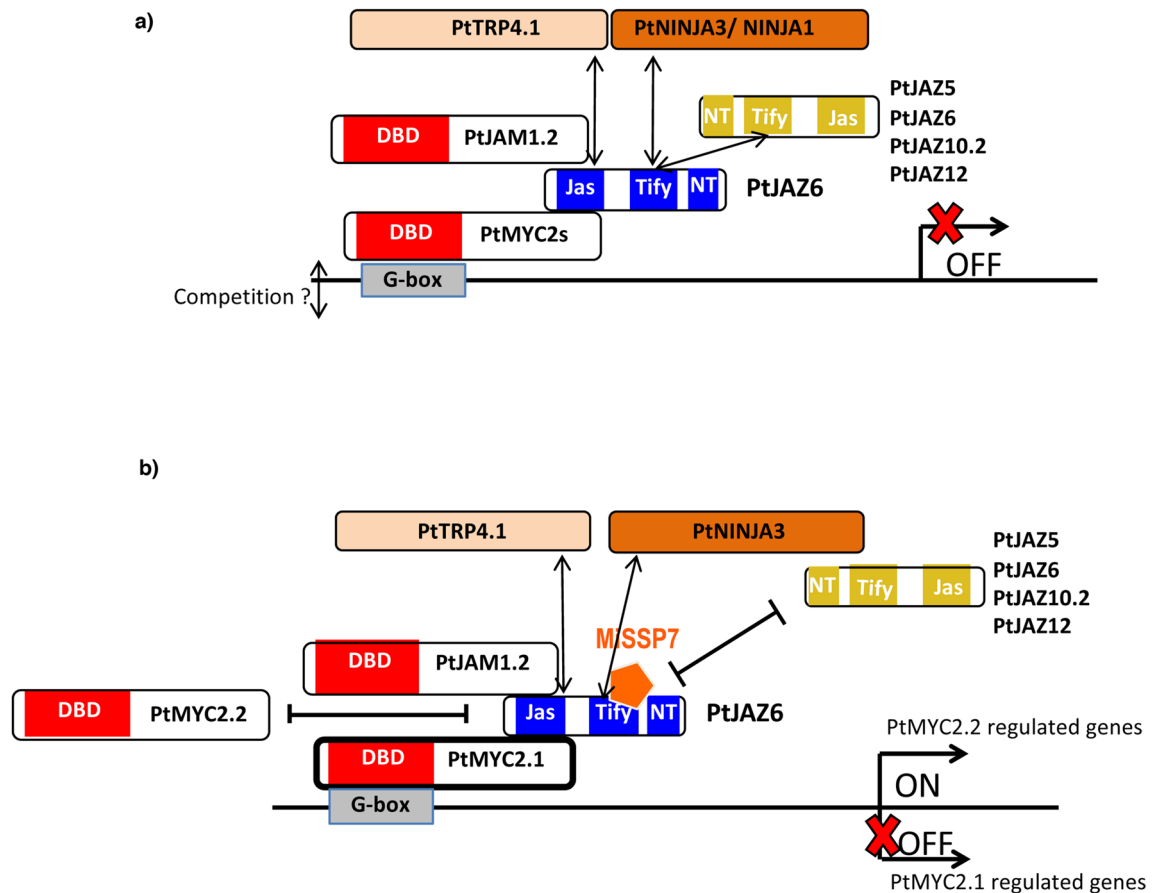 a)
PtTRP4.1
PtNINJA3/ NINJA1
PtJAZ5
PtJAZ6
PtJAZ10.2
PtJAZ12
NT Tify Jas
DBD PtJAM1.2
Jas Tify NT PtJAZ6
DBD PtMYC2s
OFF
G-box
Competition ?
b)
PtTRP4.1
PtNINJA3
PtJAZ5
PtJAZ6
PtJAZ10.2
PtJAZ12
NT Tify Jas
MiSSP7
DBD PtJAM1.2
DBD PtMYC2.2
Jas Tify NT PtJAZ6
PtMYC2.2 regulated genes
DBD PtMYC2.1
ON
G-box
OFF
PtMYC2.1 regulated genes